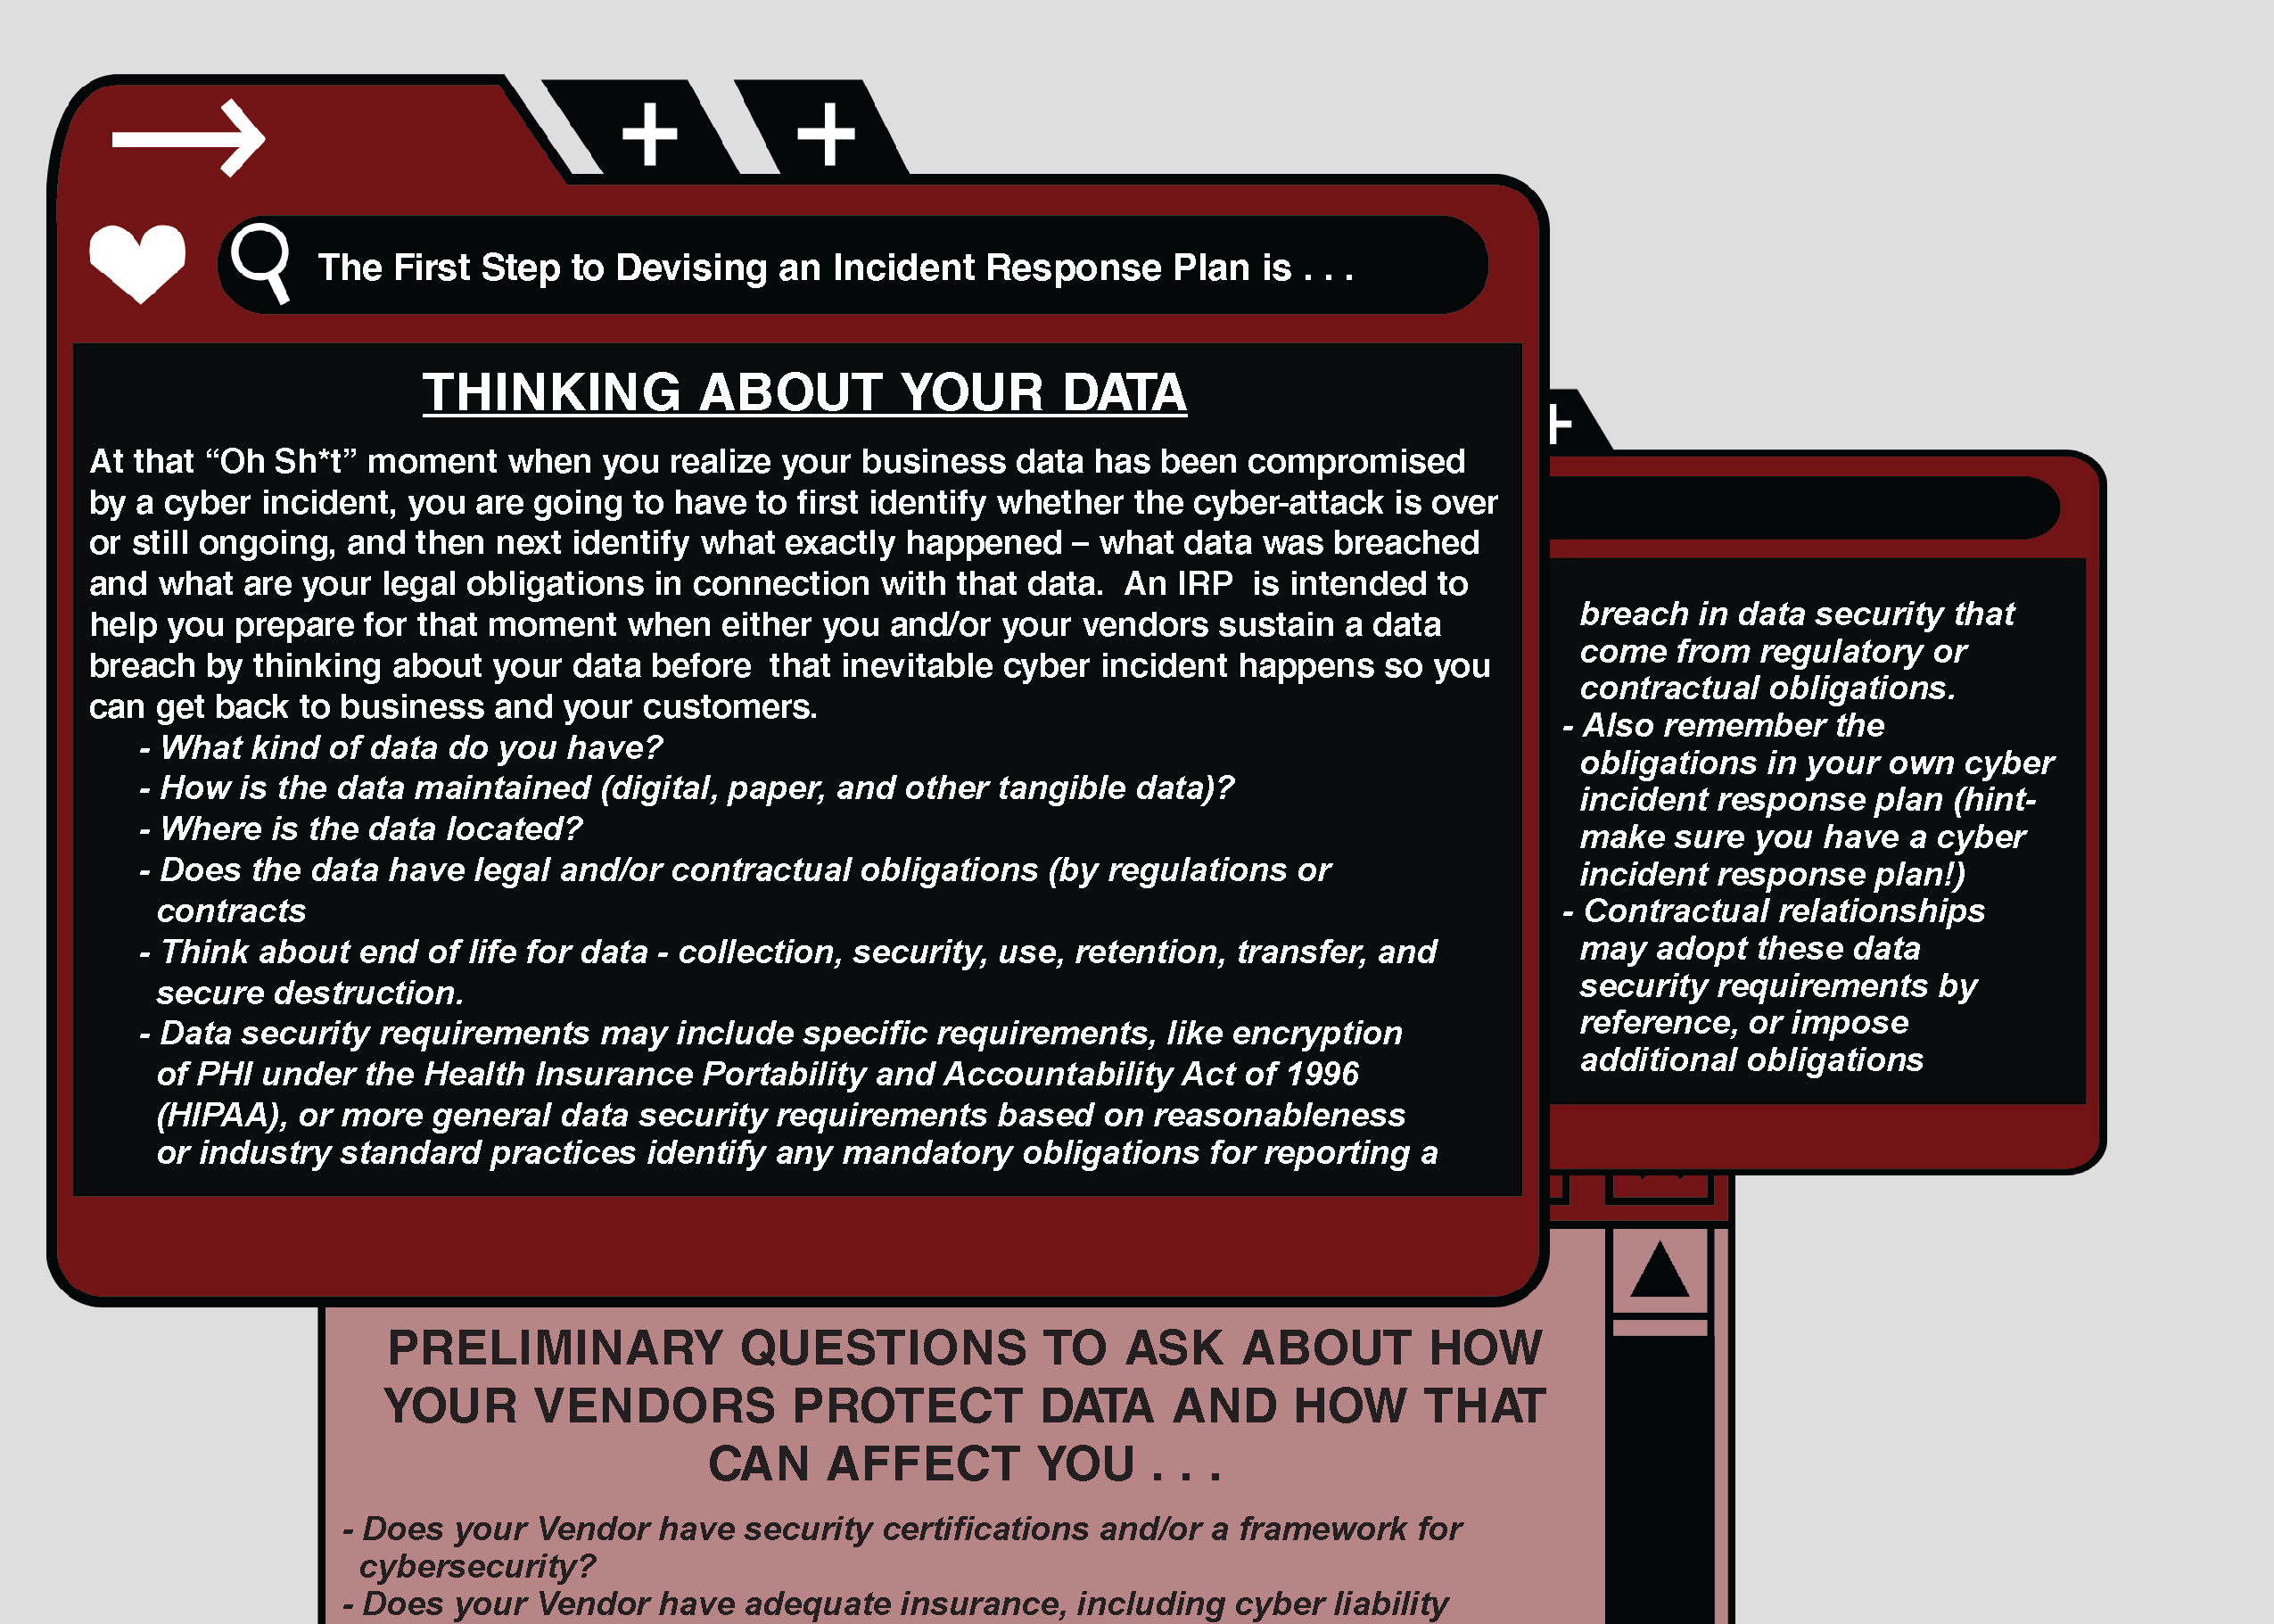 The First Step to Devising an Incident Response Plan is . . .
THINKING ABOUT YOUR DATA
At that “Oh Sh*t” moment when you realize your business data has been compromised
by a cyber incident, you are going to have to first identify whether the cyber-attack is over
or still ongoing, and then next identify what exactly happened – what data was breached
and what are your legal obligations in connection with that data.  An IRP  is intended to
help you prepare for that moment when either you and/or your vendors sustain a data
breach by thinking about your data before  that inevitable cyber incident happens so you
can get back to business and your customers.
- What kind of data do you have?
- How is the data maintained (digital, paper, and other tangible data)?
- Where is the data located?
- Does the data have legal and/or contractual obligations (by regulations or
contracts
- Think about end of life for data - collection, security, use, retention, transfer, and
secure destruction.
- Data security requirements may include specific requirements, like encryption
of PHI under the Health Insurance Portability and Accountability Act of 1996
(HIPAA), or more general data security requirements based on reasonableness
or industry standard practices identify any mandatory obligations for reporting a
breach in data security that
come from regulatory or
contractual obligations.
- Also remember the
obligations in your own cyber
incident response plan (hint-
make sure you have a cyber
incident response plan!)
- Contractual relationships
may adopt these data
security requirements by
reference, or impose
additional obligations
PRELIMINARY QUESTIONS TO ASK ABOUT HOW
YOUR VENDORS PROTECT DATA AND HOW THAT
CAN AFFECT YOU . . .
- Does your Vendor have security certifications and/or a framework for
cybersecurity?
- Does your Vendor have adequate insurance, including cyber liability